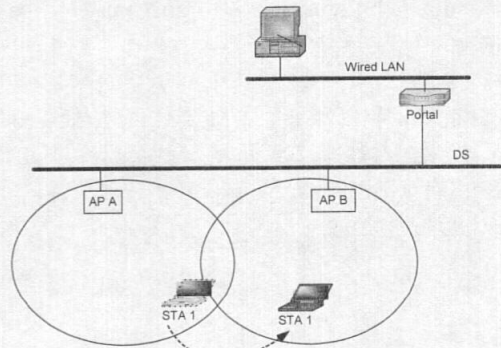 Wired LAN
Portal
DS
AP A
AP B
STA 1
STA 1